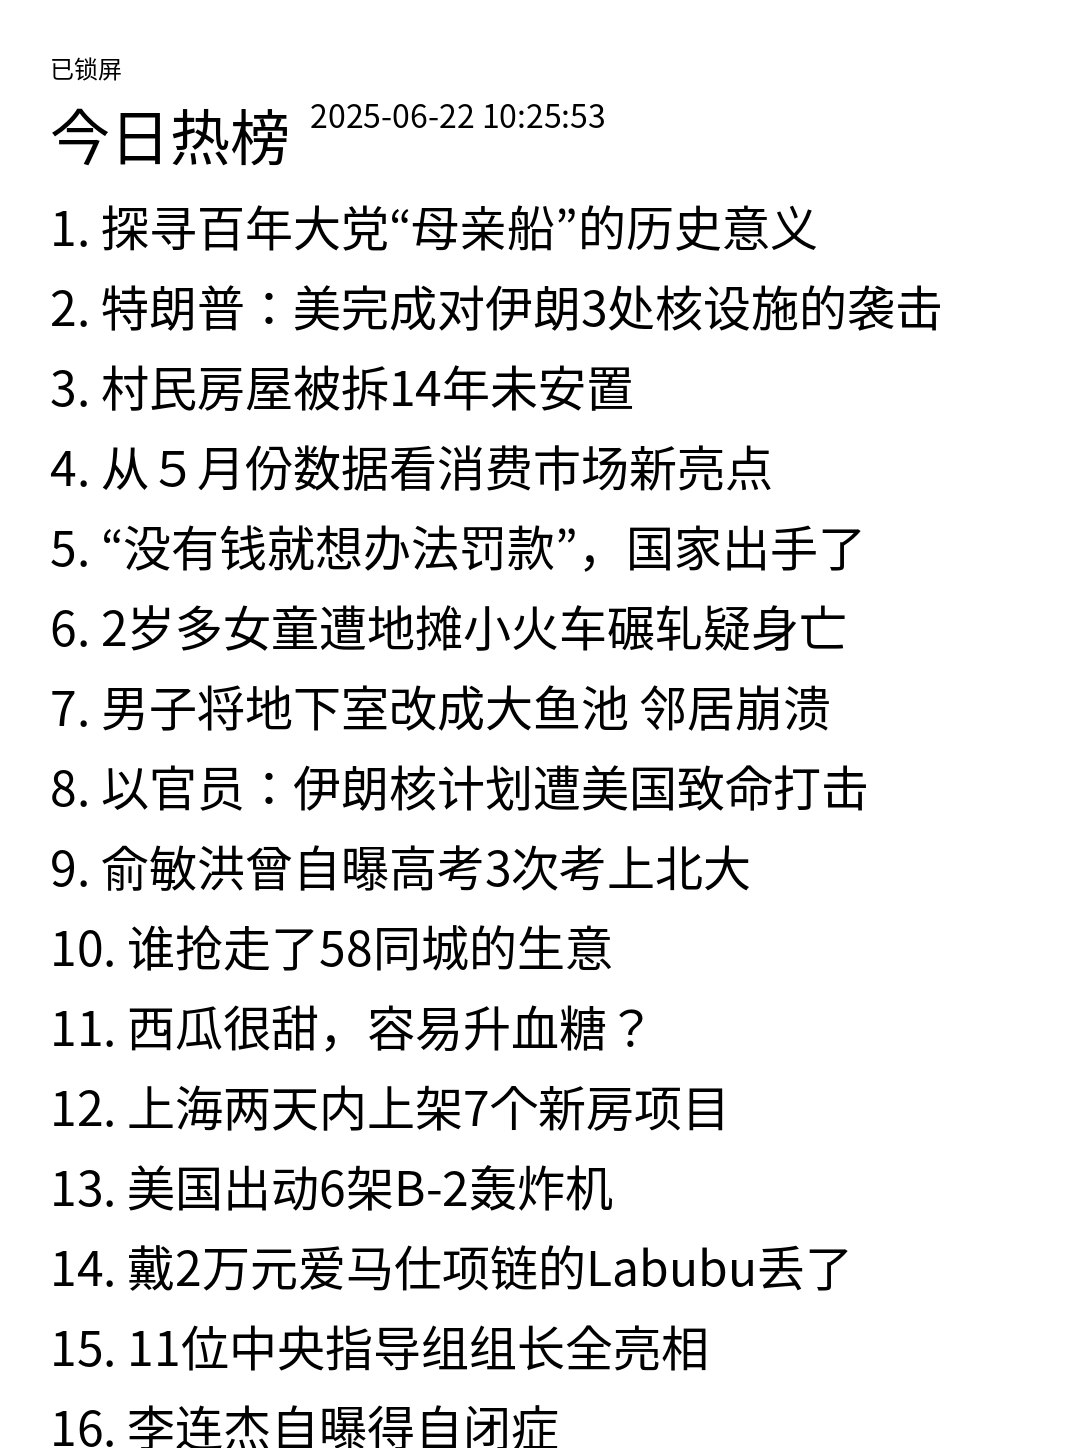 已锁屏
今日热榜 2025-06-22 10:25:53
1. 探寻百年大党“母亲船”的历史意义
2. 特朗普：美完成对伊朗3处核设施的袭击
3. 村民房屋被拆14年未安置
4. 从５月份数据看消费市场新亮点
5. “没有钱就想办法罚款”，国家出手了
6. 2岁多女童遭地摊小火车碾轧疑身亡
7. 男子将地下室改成大鱼池 邻居崩溃
8. 以官员：伊朗核计划遭美国致命打击
9. 俞敏洪曾自曝高考3次考上北大
10. 谁抢走了58同城的生意
11. 西瓜很甜，容易升血糖？
12. 上海两天内上架7个新房项目
13. 美国出动6架B-2轰炸机
14. 戴2万元爱马仕项链的Labubu丢了
15. 11位中央指导组组长全亮相
16. 李连杰自曝得自闭症